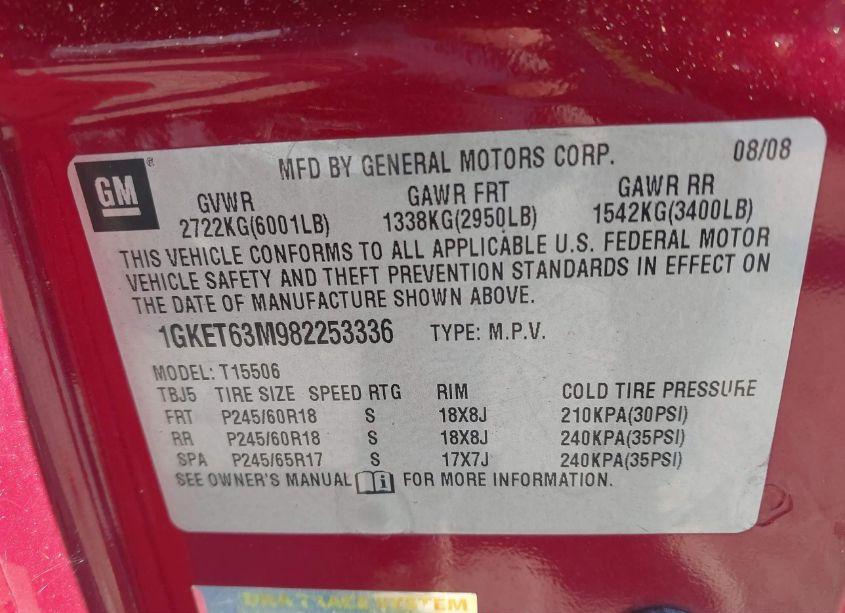 GM ®
MFD BY GENERAL MOTORS CORP. 08/08
GVWR GAWR FRT GAWR RR
2722KG(6001LB) 1338KG(2950LB) 1542KG(3400LB)
THIS VEHICLE CONFORMS TO ALL APPLICABLE U.S. FEDERAL MOTOR
VEHICLE SAFETY AND THEFT PREVENTION STANDARDS IN EFFECT ON
THE DATE OF MANUFACTURE SHOWN ABOVE.
1GKET63M982253336 TYPE: M.P.V.
MODEL: T15506
TBJ5 TIRE SIZE SPEED RTG RIM COLD TIRE PRESSURE
FRT P245/60R18 S 18X8J 210KPA(30PSI)
RR P245/60R18 S 18X8J 240KPA(35PSI)
SPA P245/65R17 S 17X7J 240KPA(35PSI)
SEE OWNER'S MANUAL FOR MORE INFORMATION.
SYSTEM